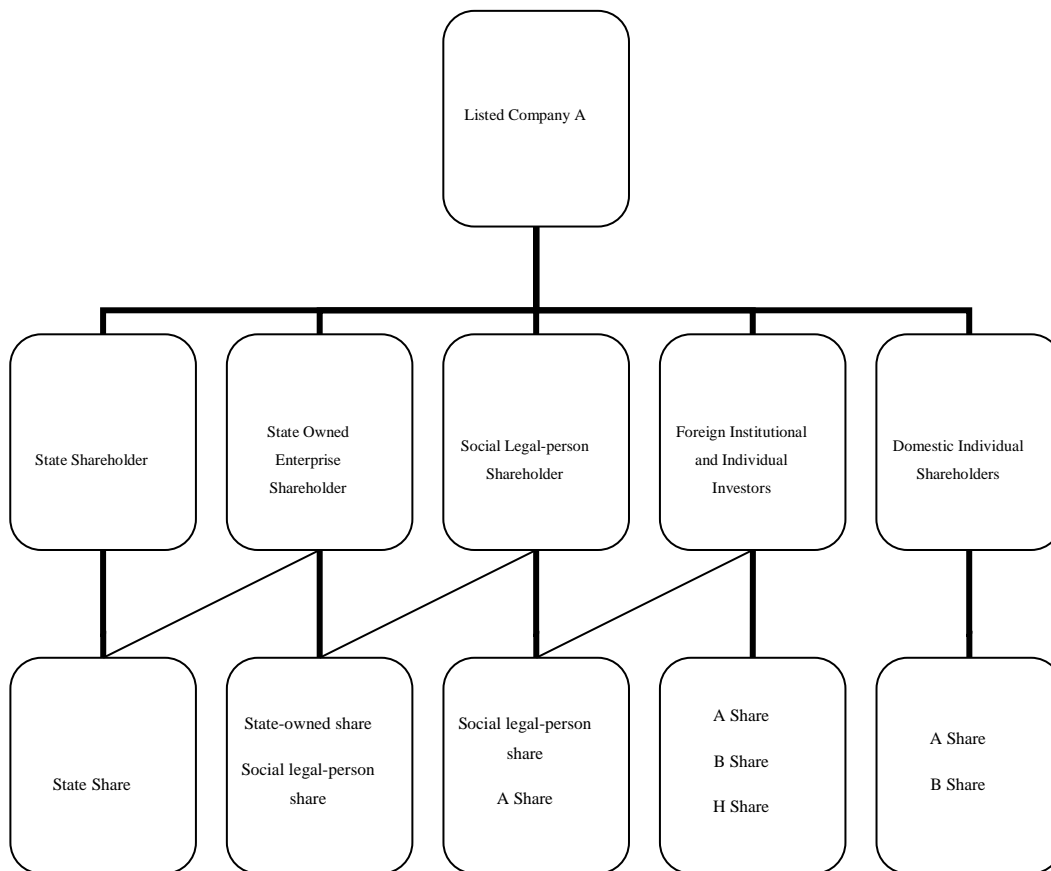 Listed Company A
State Shareholder
State Owned
Enterprise
Shareholder
Social Legal-person
Shareholder
Foreign Institutional
and Individual
Investors
Domestic Individual
Shareholders
State Share
State-owned share
Social legal-person
share
Social legal-person
share
A Share
A Share
B Share
H Share
A Share
B Share